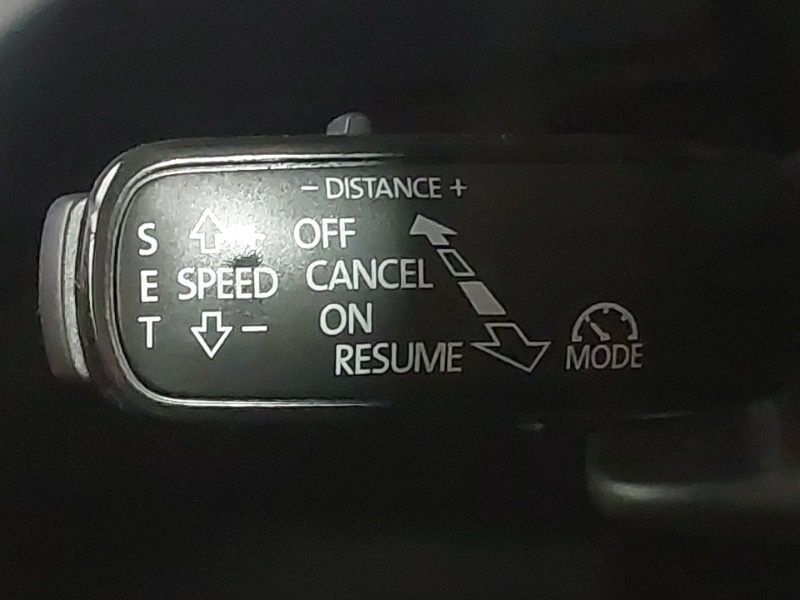 - DISTANCE +
S
E
T
+
SPEED
-
OFF
CANCEL
ON
RESUME
MODE